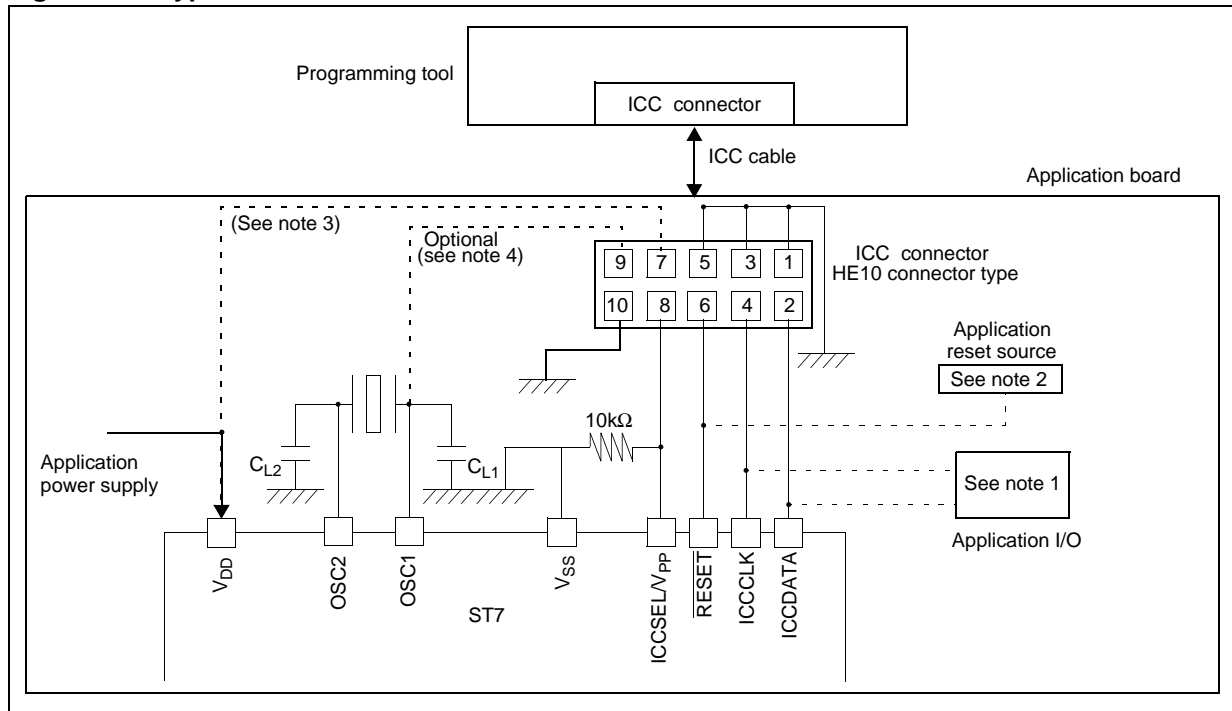 Programming tool
ICC connector
ICC cable
Application board
(See note 3)
Optional
(see note 4)
9
7
5
3
1
10
8
6
4
2
ICC connector
HE10 connector type
Application
reset source
See note 2
10kΩ
CL2
CL1
Application
power supply
See note 1
Application I/O
VDD
OSC2
OSC1
VSS
ICCSEL/VPP
RESET
ICCCLK
ICCDATA
ST7